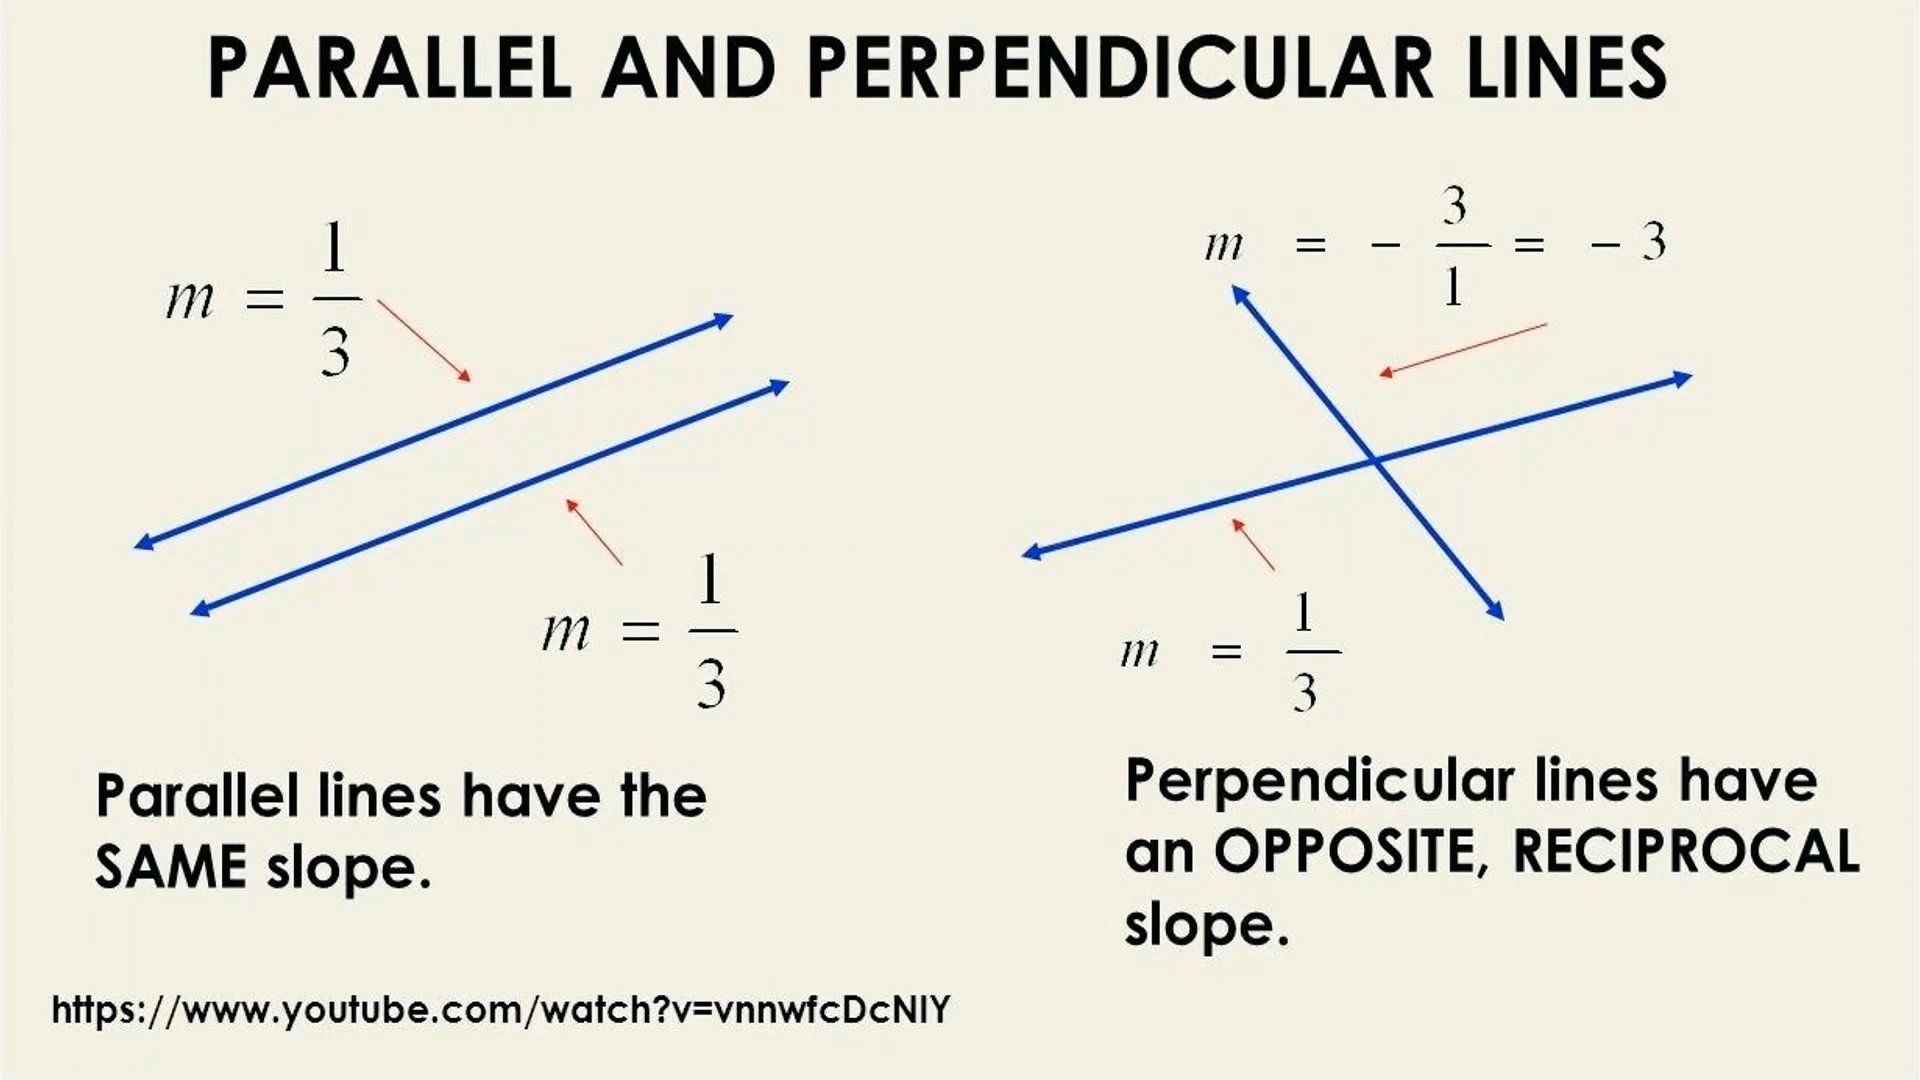 PARALLEL AND PERPENDICULAR LINES
m = 1/3
m = 1/3
Parallel lines have the
SAME slope.
m = - 3/1 = - 3
m = 1/3
Perpendicular lines have
an OPPOSITE, RECIPROCAL
slope.
https://www.youtube.com/watch?v=vnnwfcDcNlY